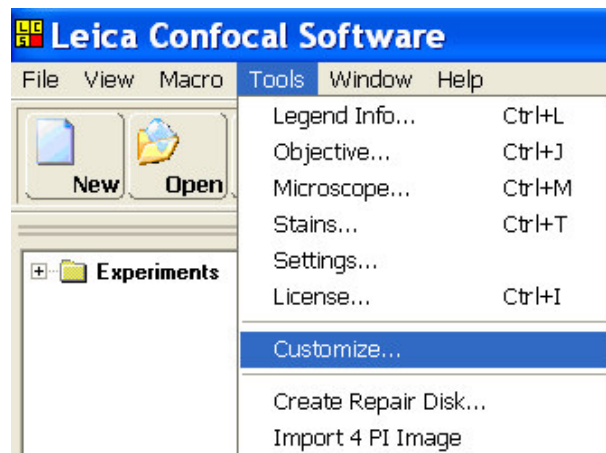 LCS Leica Confocal Software
File View Macro Tools Window Help
New Open
Legend Info... Ctrl+L
Objective... Ctrl+J
Microscope... Ctrl+M
Stains... Ctrl+T
Settings...
Experiments
License... Ctrl+I
Customize...
Create Repair Disk...
Import 4 PI Image